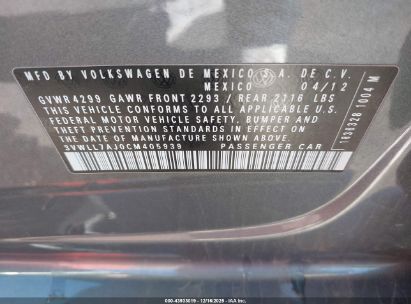 MFD BY VOLKSWAGEN DE MEXICO S.A. DE C.V.
MEXICO 04/12
GVWR 4299 GAWR FRONT 2293 / REAR 2116 LBS
THIS VEHICLE CONFORMS TO ALL APPLICABLE U.S.
FEDERAL MOTOR VEHICLE SAFETY, BUMPER AND
THEFT PREVENTION STANDARDS IN EFFECT ON
THE DATE OF MANUFACTURE SHOWN ABOVE.
3VWLL7AJ0CM405939 PASSENGER CAR
1004 M